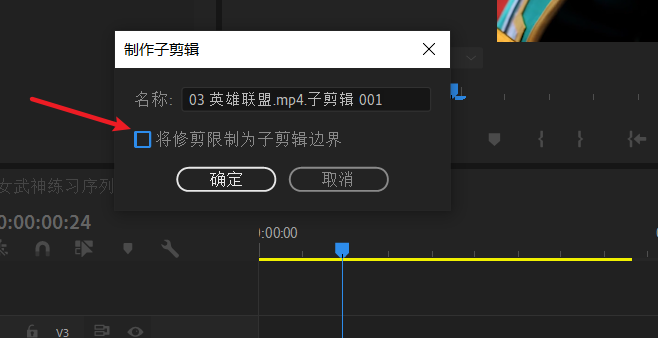 制作子剪辑
名称: 03 英雄联盟.mp4.子剪辑 001
将修剪限制为子剪辑边界
确定 取消
女武神练习序列
0:00:00:24
:00:00
V3